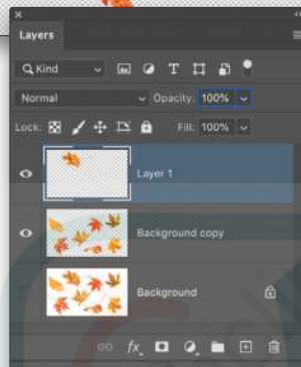 Layers
Kind
Normal Opacity: 100%
Lock: Fill: 100%
Layer 1
Background copy
Background
fx